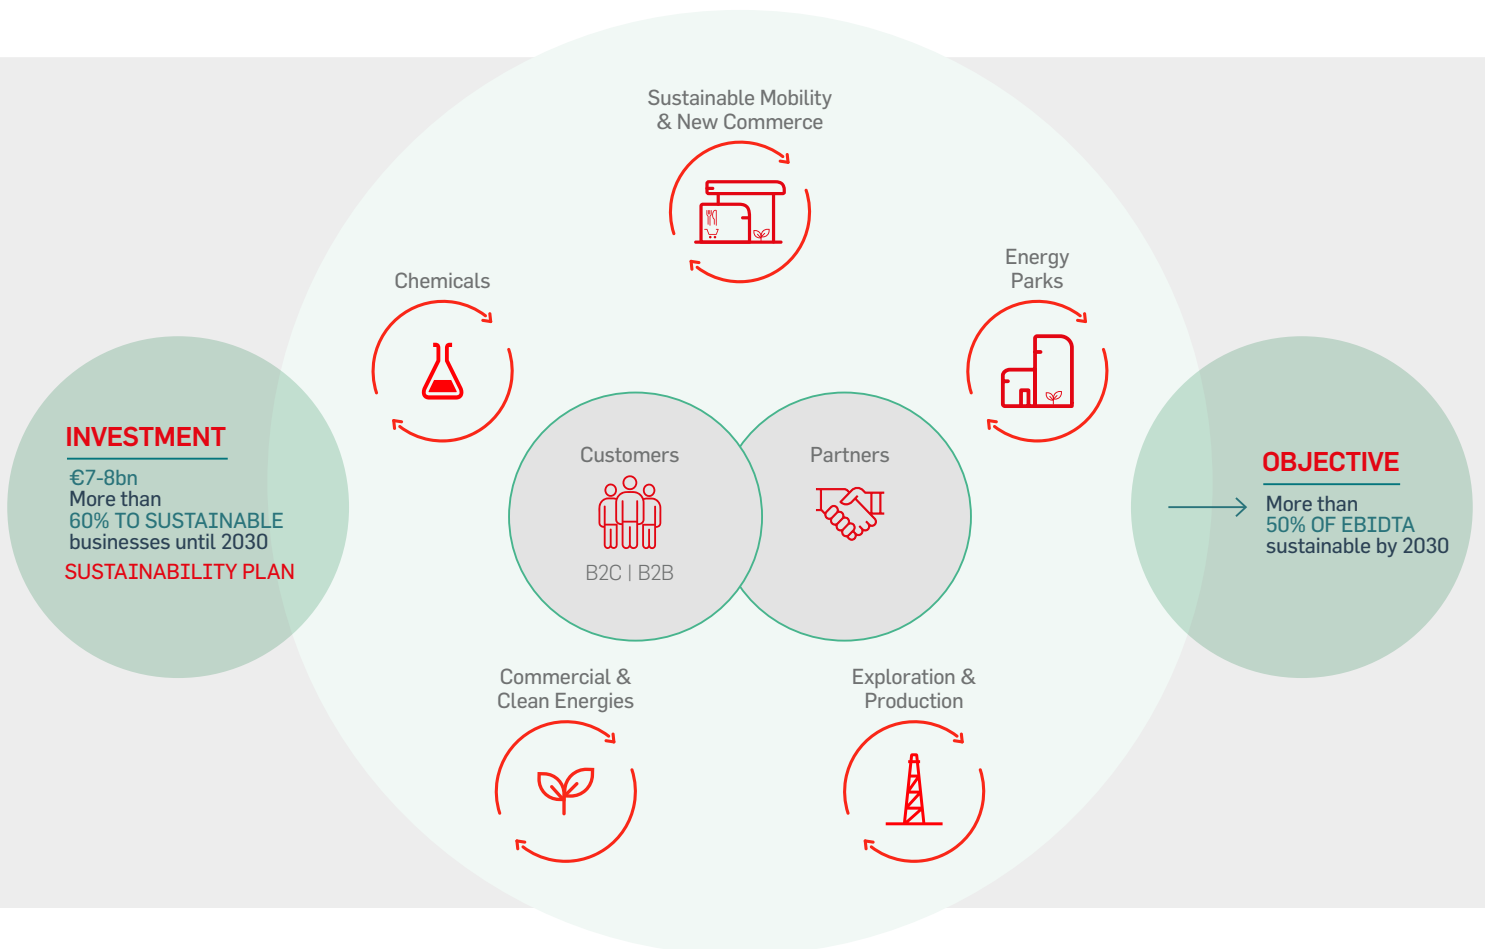 Sustainable Mobility
& New Commerce
Energy
Parks
Chemicals
INVESTMENT
€7-8bn
More than
60% TO SUSTAINABLE
businesses until 2030
SUSTAINABILITY PLAN
Customers
B2C | B2B
Partners
OBJECTIVE
More than
50% OF EBIDTA
sustainable by 2030
Commercial &
Clean Energies
Exploration &
Production